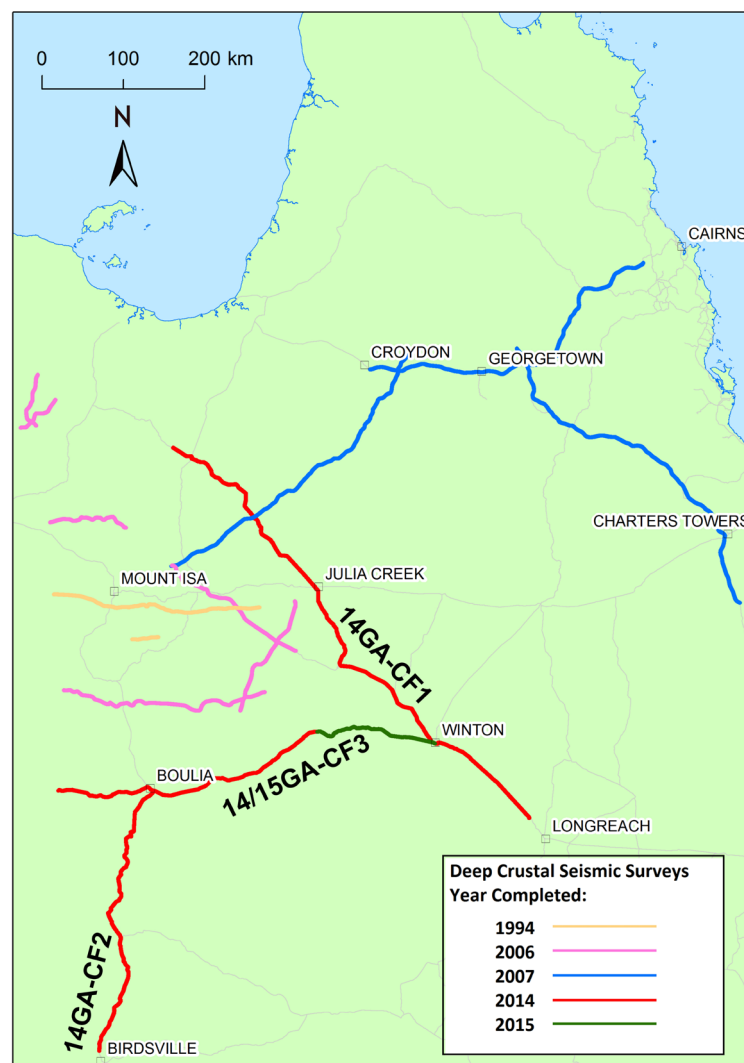 0 100 200 km
N
CAIRNS
CROYDON
GEORGETOWN
CHARTERS TOWERS
MOUNT ISA
JULIA CREEK
14GA-CF1
WINTON
14/15GA-CF3
BOULIA
LONGREACH
14GA-CF2
BIRDSVILLE
Deep Crustal Seismic Surveys
Year Completed:
1994
2006
2007
2014
2015